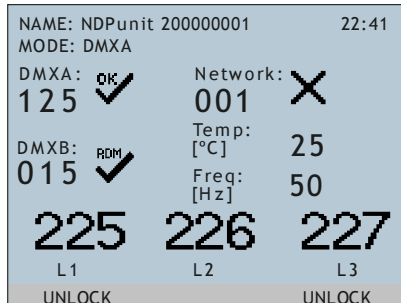 NAME: NDPunit 200000001 22:41
MODE: DMXA
DMXA: OK Network:
125 001
DMXB: RDM Temp: [°C] 25
015 Freq: [Hz] 50
225 226 227
L1 L2 L3
UNLOCK UNLOCK